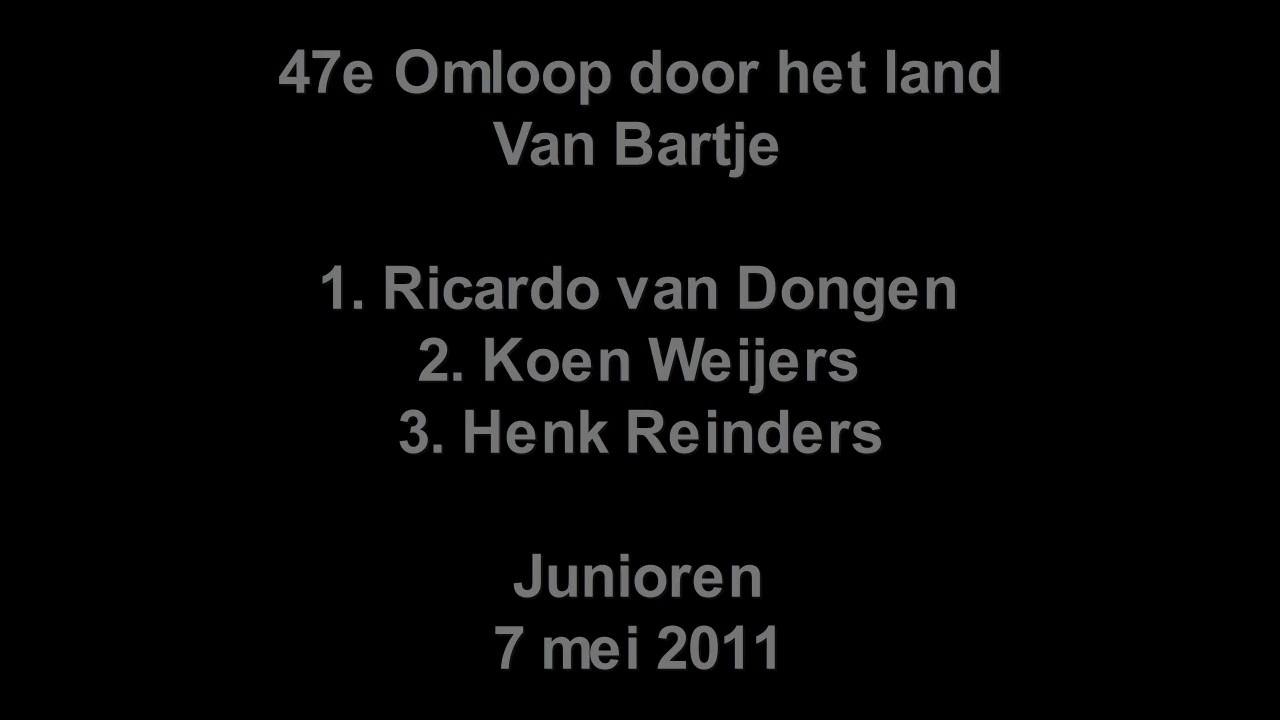 47e Omloop door het land
Van Bartje
1. Ricardo van Dongen
2. Koen Weijers
3. Henk Reinders
Junioren
7 mei 2011